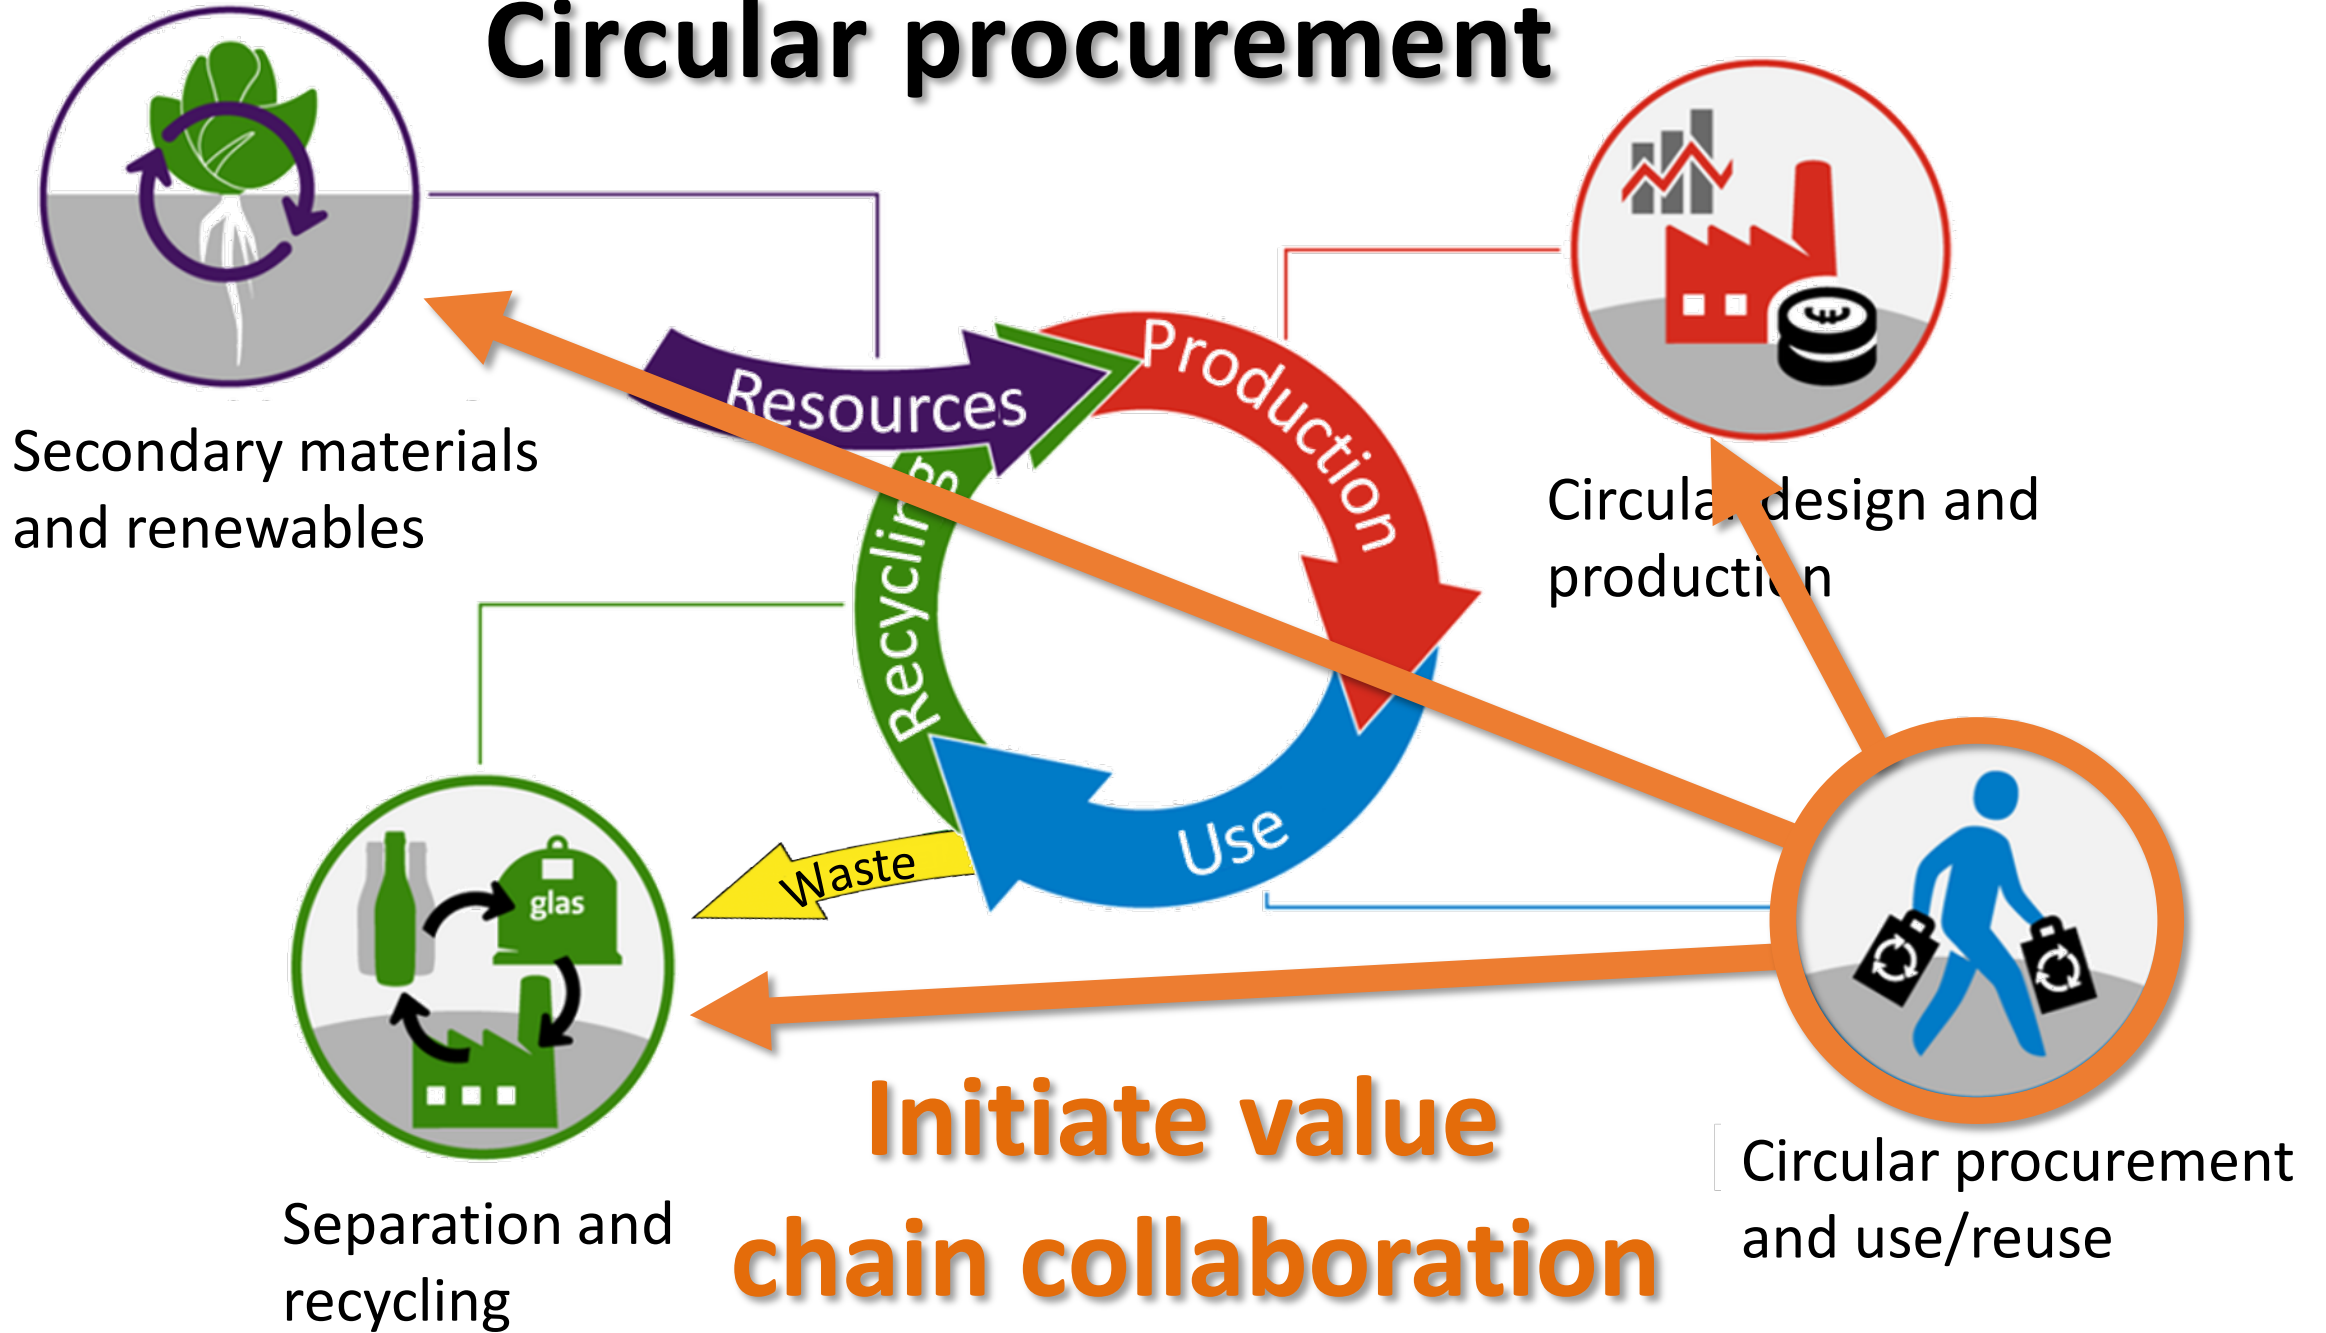 Circular procurement
Secondary materials
and renewables
Resources
Production
Circular design and
production
Recycling
Use
Waste
glas
Separation and
recycling
Initiate value
chain collaboration
Circular procurement
and use/reuse